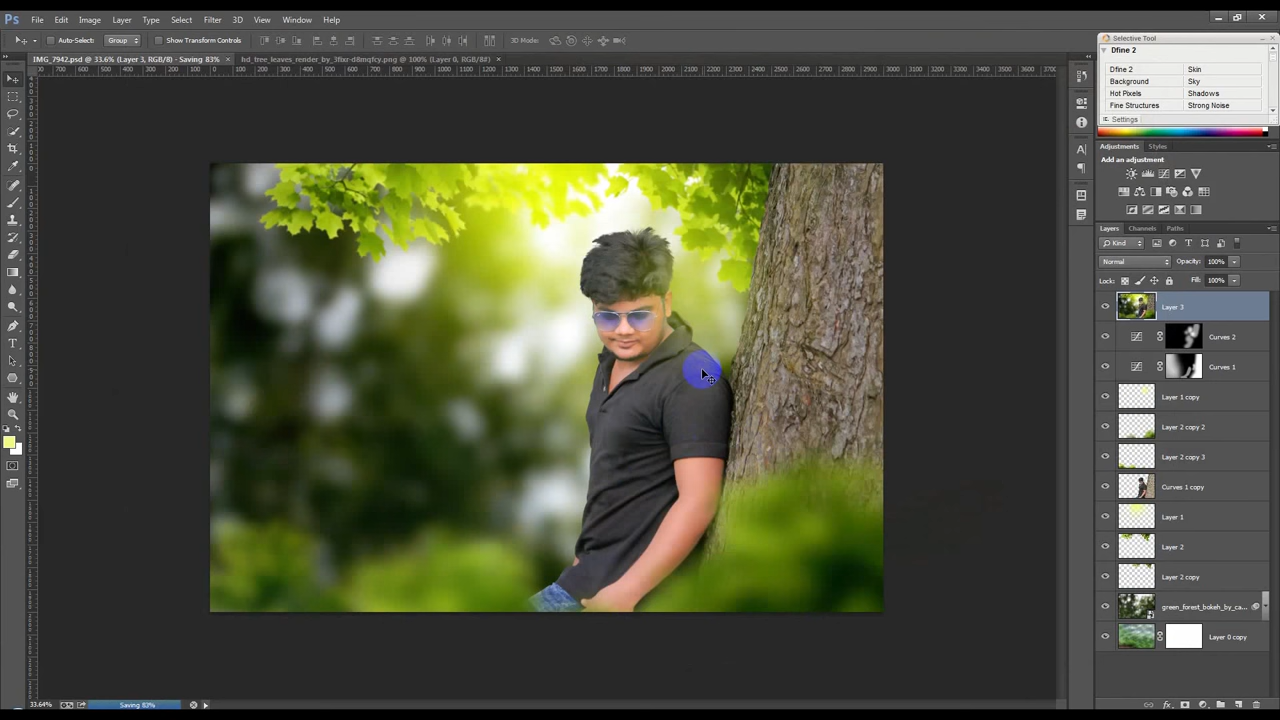 Ps File Edit Image Layer Type Select Filter 3D View Window Help
Auto-Select: Group Show Transform Controls 3D Mode:
IMG_7942.psd @ 33.6% (Layer 3, RGB/8) - Saving 83% × hd_tree_leaves_render_by_3fixr-d8mqfcy.png @ 100% (Layer 0, RGB/8#) ×
Selective Tool
Dfine 2
Dfine 2 Skin
Background Sky
Hot Pixels Shadows
Fine Structures Strong Noise
Settings
Adjustments Styles
Add an adjustment
Layers Channels Paths
Kind
Normal Opacity: 100%
Lock: Fill: 100%
Layer 3
Curves 2
Curves 1
Layer 1 copy
Layer 2 copy 2
Layer 2 copy 3
Curves 1 copy
Layer 1
Layer 2
Layer 2 copy
green_forest_bokeh_by_ca...
Layer 0 copy
33.64% Saving 83%